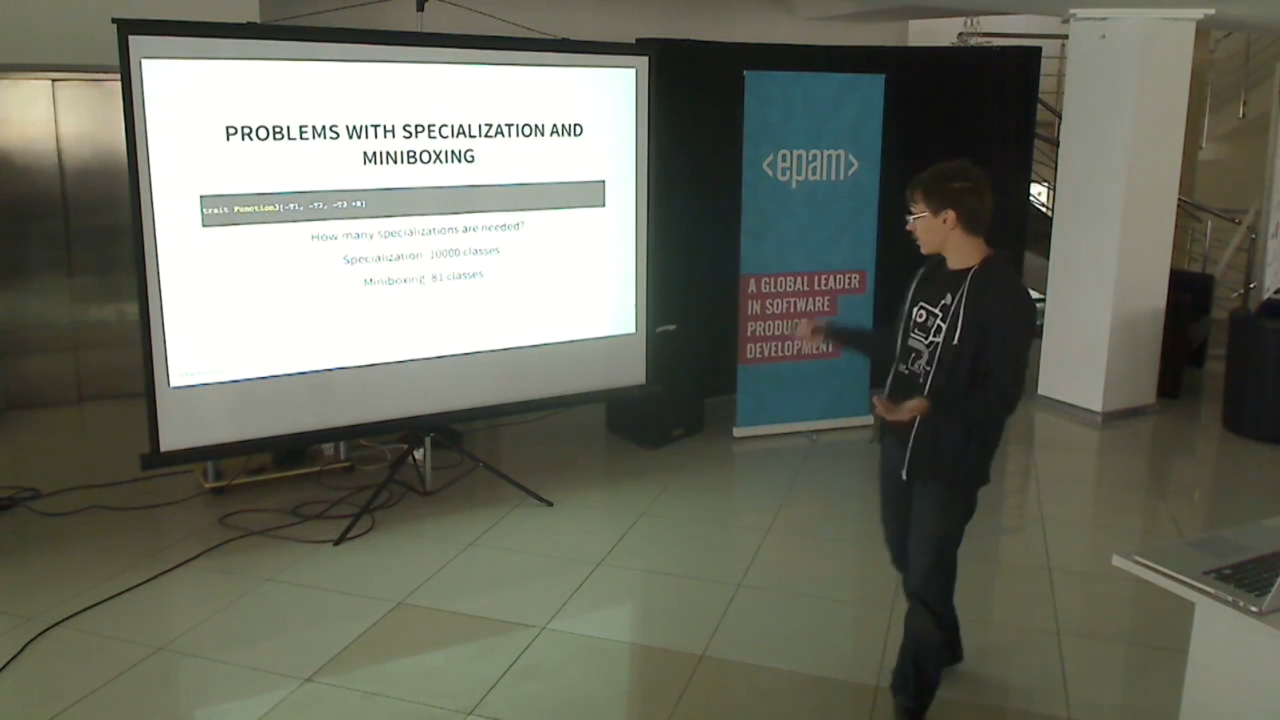 PROBLEMS WITH SPECIALIZATION AND
MINIBOXING
trait Function3[-T1, -T2, -T3 +R]
How many specializations are needed?
Specialization 10000 classes
Miniboxing 81 classes
<epam>
A GLOBAL LEADER
IN SOFTWARE
PRODUCT
DEVELOPMENT